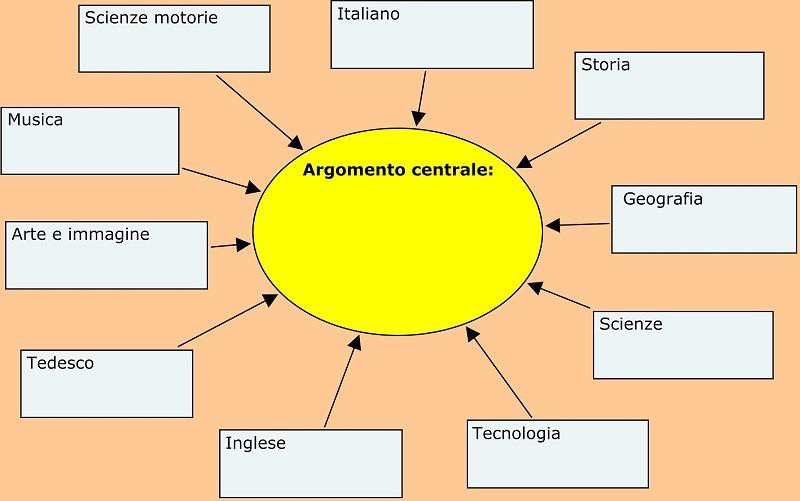 Scienze motorie
Italiano
Storia
Musica
Argomento centrale:
Geografia
Arte e immagine
Scienze
Tedesco
Inglese
Tecnologia